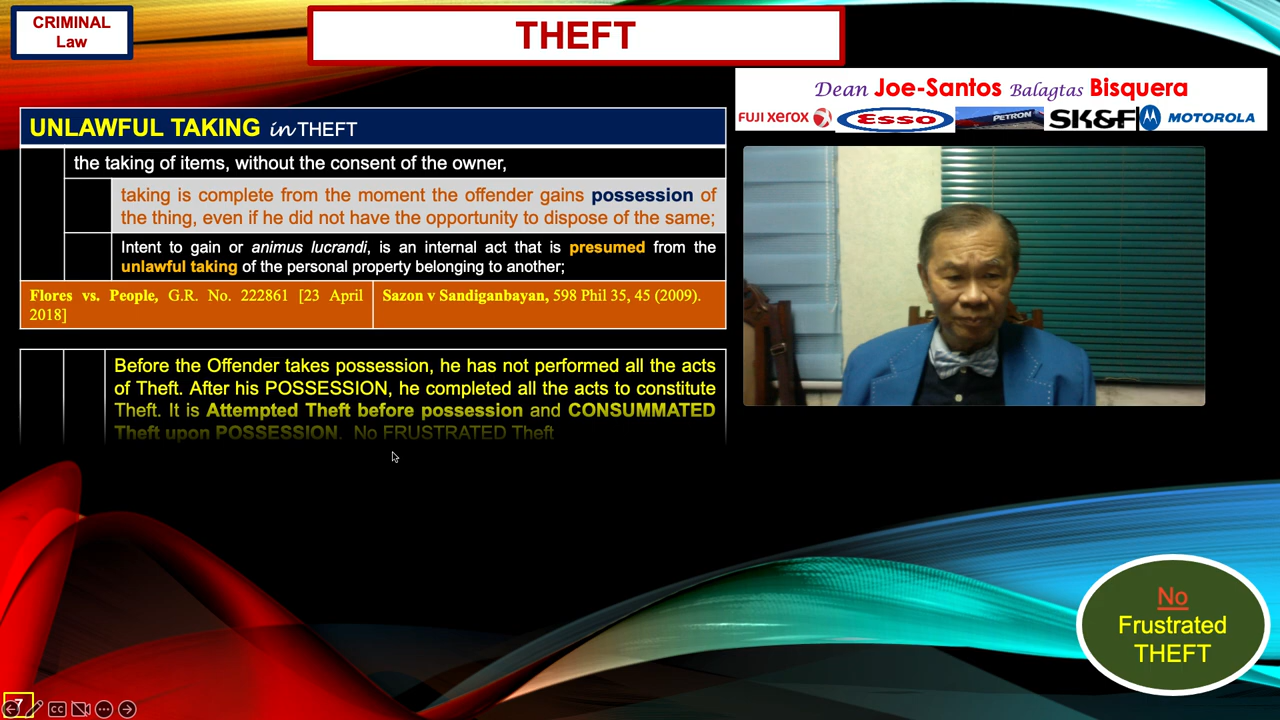 CRIMINAL
Law
THEFT
Dean Joe-Santos Balagtas Bisquera
FUJI XEROX Esso PETRON SK&F MOTOROLA
UNLAWFUL TAKING in THEFT
the taking of items, without the consent of the owner,
taking is complete from the moment the offender gains possession of
the thing, even if he did not have the opportunity to dispose of the same;
Intent to gain or animus lucrandi, is an internal act that is presumed from the
unlawful taking of the personal property belonging to another;
Flores vs. People, G.R. No. 222861 [23 April
2018]
Sazon v Sandiganbayan, 598 Phil 35, 45 (2009).
Before the Offender takes possession, he has not performed all the acts
of Theft. After his POSSESSION, he completed all the acts to constitute
Theft. It is Attempted Theft before possession and CONSUMMATED
Theft upon POSSESSION. No FRUSTRATED Theft
No
Frustrated
THEFT
7
CC